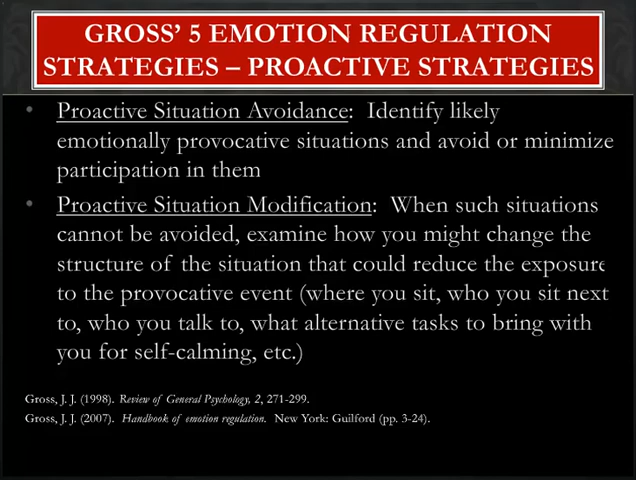 GROSS' 5 EMOTION REGULATION
STRATEGIES – PROACTIVE STRATEGIES
• Proactive Situation Avoidance: Identify likely
emotionally provocative situations and avoid or minimize
participation in them
• Proactive Situation Modification: When such situations
cannot be avoided, examine how you might change the
structure of the situation that could reduce the exposure
to the provocative event (where you sit, who you sit next
to, who you talk to, what alternative tasks to bring with
you for self-calming, etc.)
Gross, J. J. (1998). Review of General Psychology, 2, 271-299.
Gross, J. J. (2007). Handbook of emotion regulation. New York: Guilford (pp. 3-24).